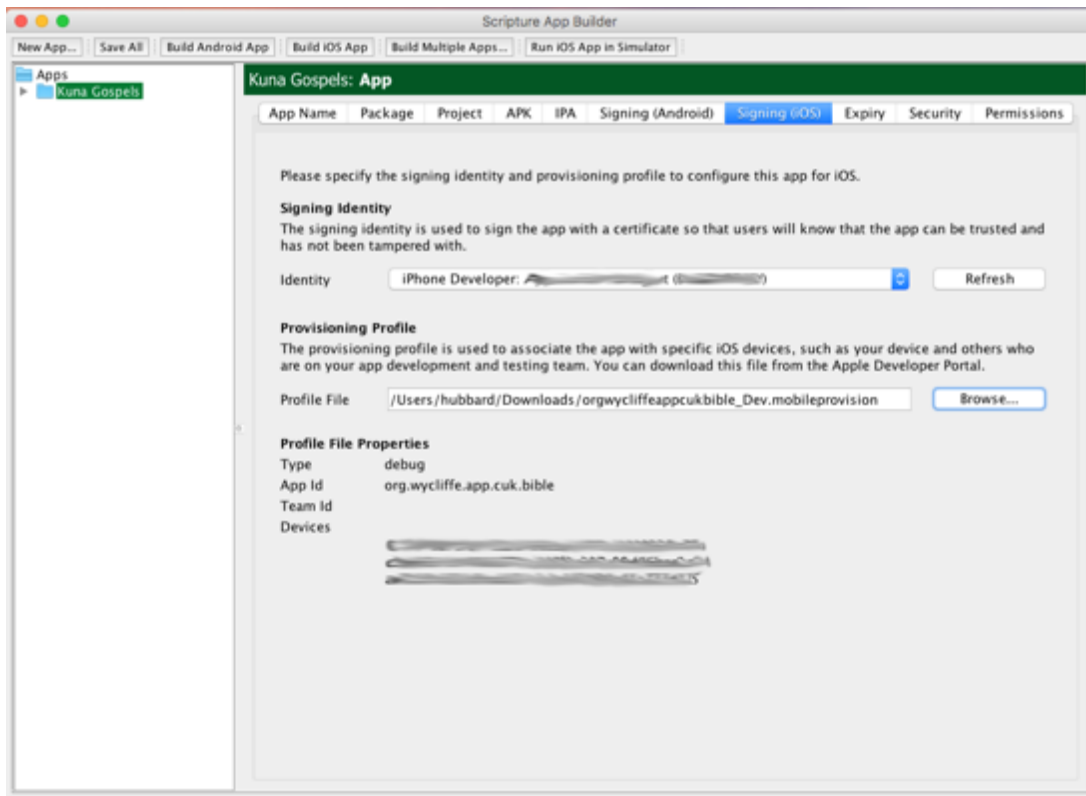 Scripture App Builder
New App... Save All Build Android App Build iOS App Build Multiple Apps... Run iOS App in Simulator
Apps
Kuna Gospels
Kuna Gospels: App
App Name Package Project APK IPA Signing (Android) Signing (iOS) Expiry Security Permissions
Please specify the signing identity and provisioning profile to configure this app for iOS.
Signing Identity
The signing identity is used to sign the app with a certificate so that users will know that the app can be trusted and
has not been tampered with.
Identity iPhone Developer: Refresh
Provisioning Profile
The provisioning profile is used to associate the app with specific iOS devices, such as your device and others who
are on your app development and testing team. You can download this file from the Apple Developer Portal.
Profile File /Users/hubbard/Downloads/orgwycliffeappcukbible_Dev.mobileprovision Browse...
Profile File Properties
Type debug
App Id org.wycliffe.app.cuk.bible
Team Id
Devices